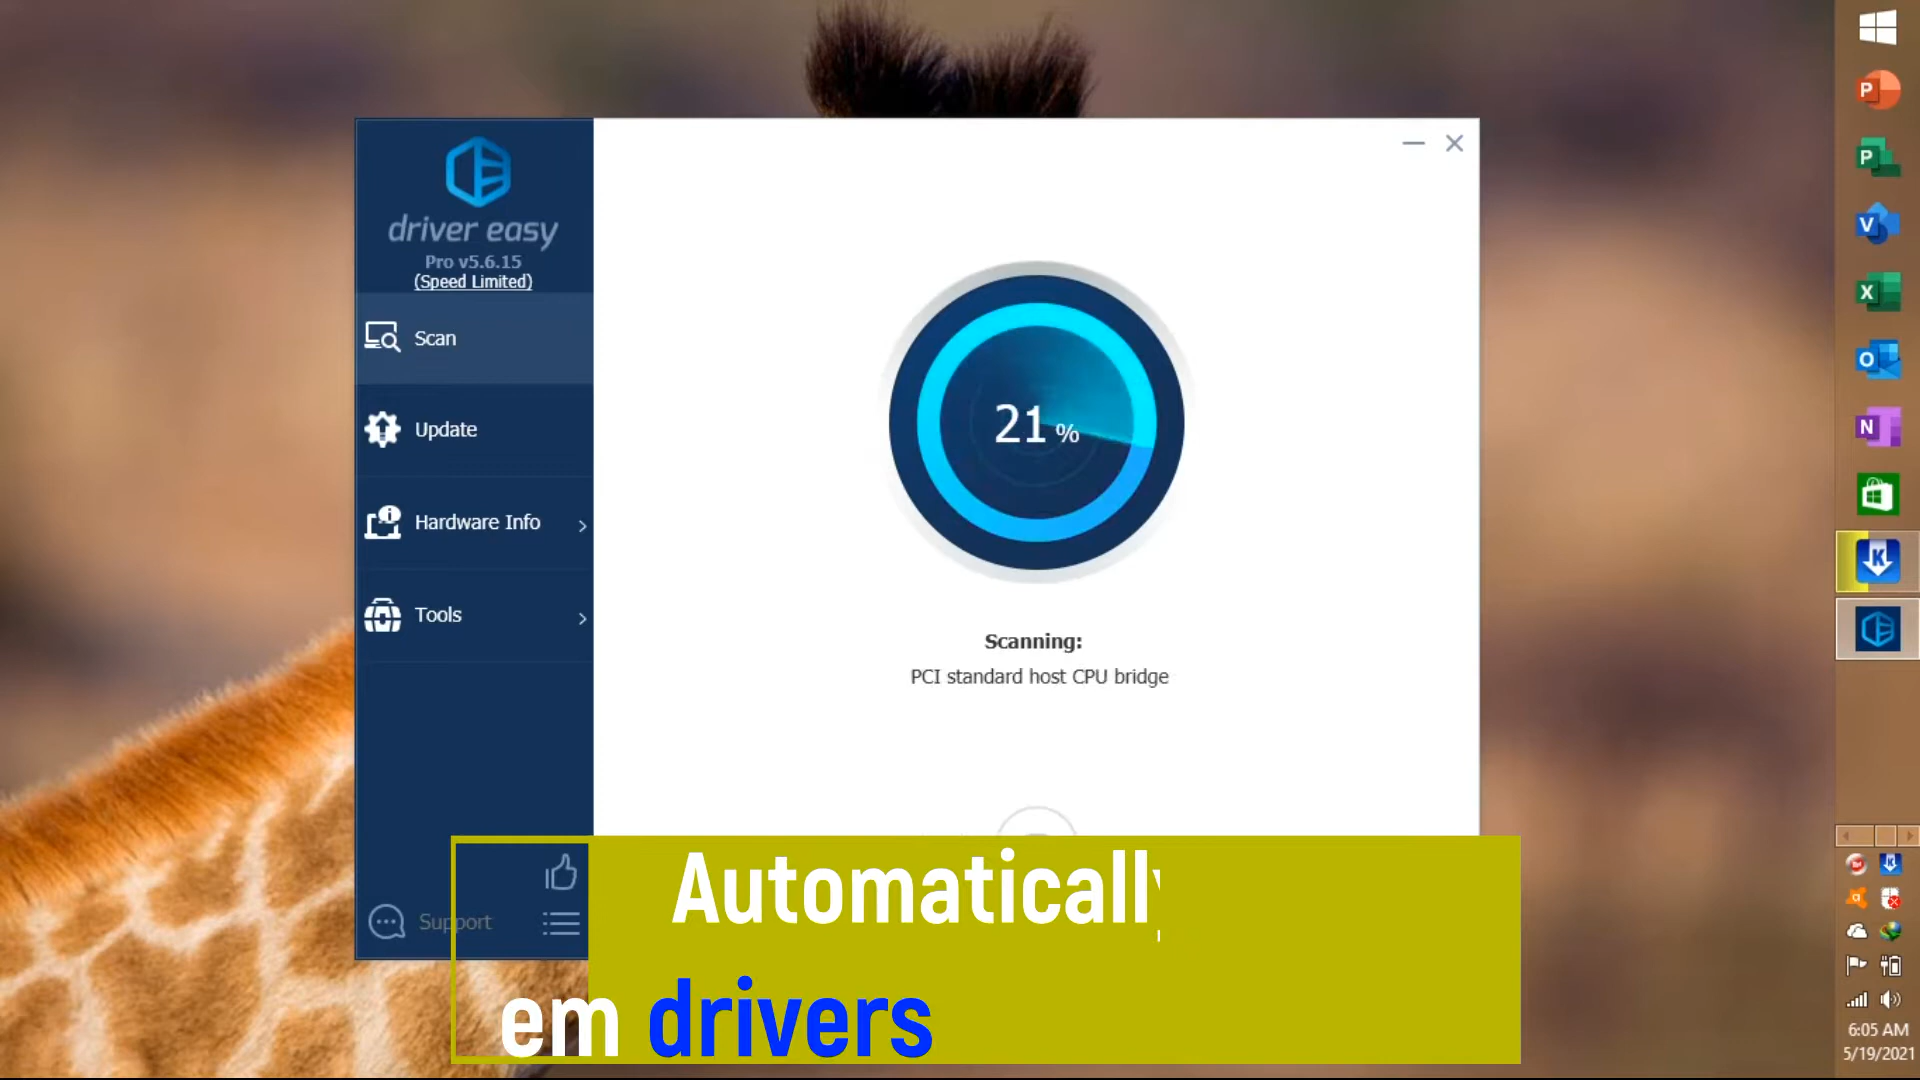 driver easy
Pro v5.6.15
(Speed Limited)
Scan
Update
Hardware Info
Tools
Support
21 %
Scanning:
PCI standard host CPU bridge
Automatically
em drivers
P
P
V
X
O
N
K
6:05 AM
5/19/2021